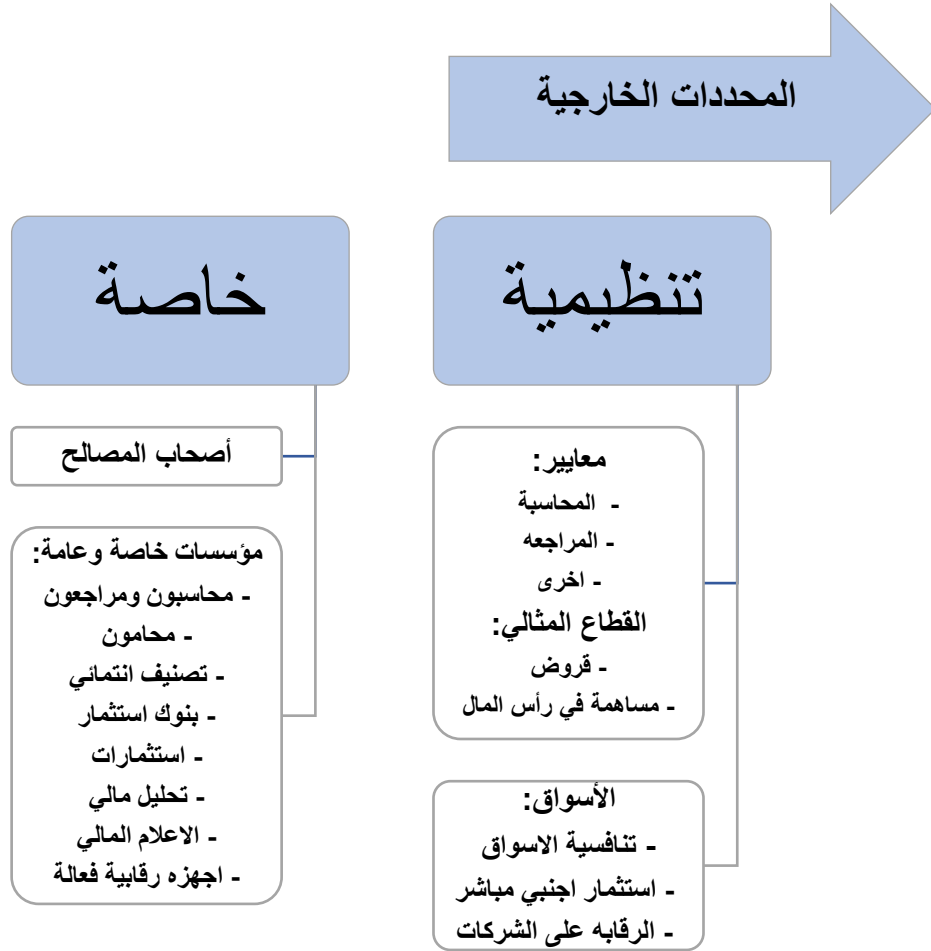 المحددات الخارجية
تنظيمية
معايير:
- المحاسبة
- المراجعه
- اخرى
القطاع المثالي:
- قروض
- مساهمة في رأس المال
الأسواق:
- تنافسية الاسواق
- استثمار اجنبي مباشر
- الرقابه على الشركات
خاصة
أصحاب المصالح
مؤسسات خاصة وعامة:
- محاسبون ومراجعون
- محامون
- تصنيف انتمائي
- بنوك استثمار
- استثمارات
- تحليل مالي
- الاعلام المالي
- اجهزه رقابية فعالة